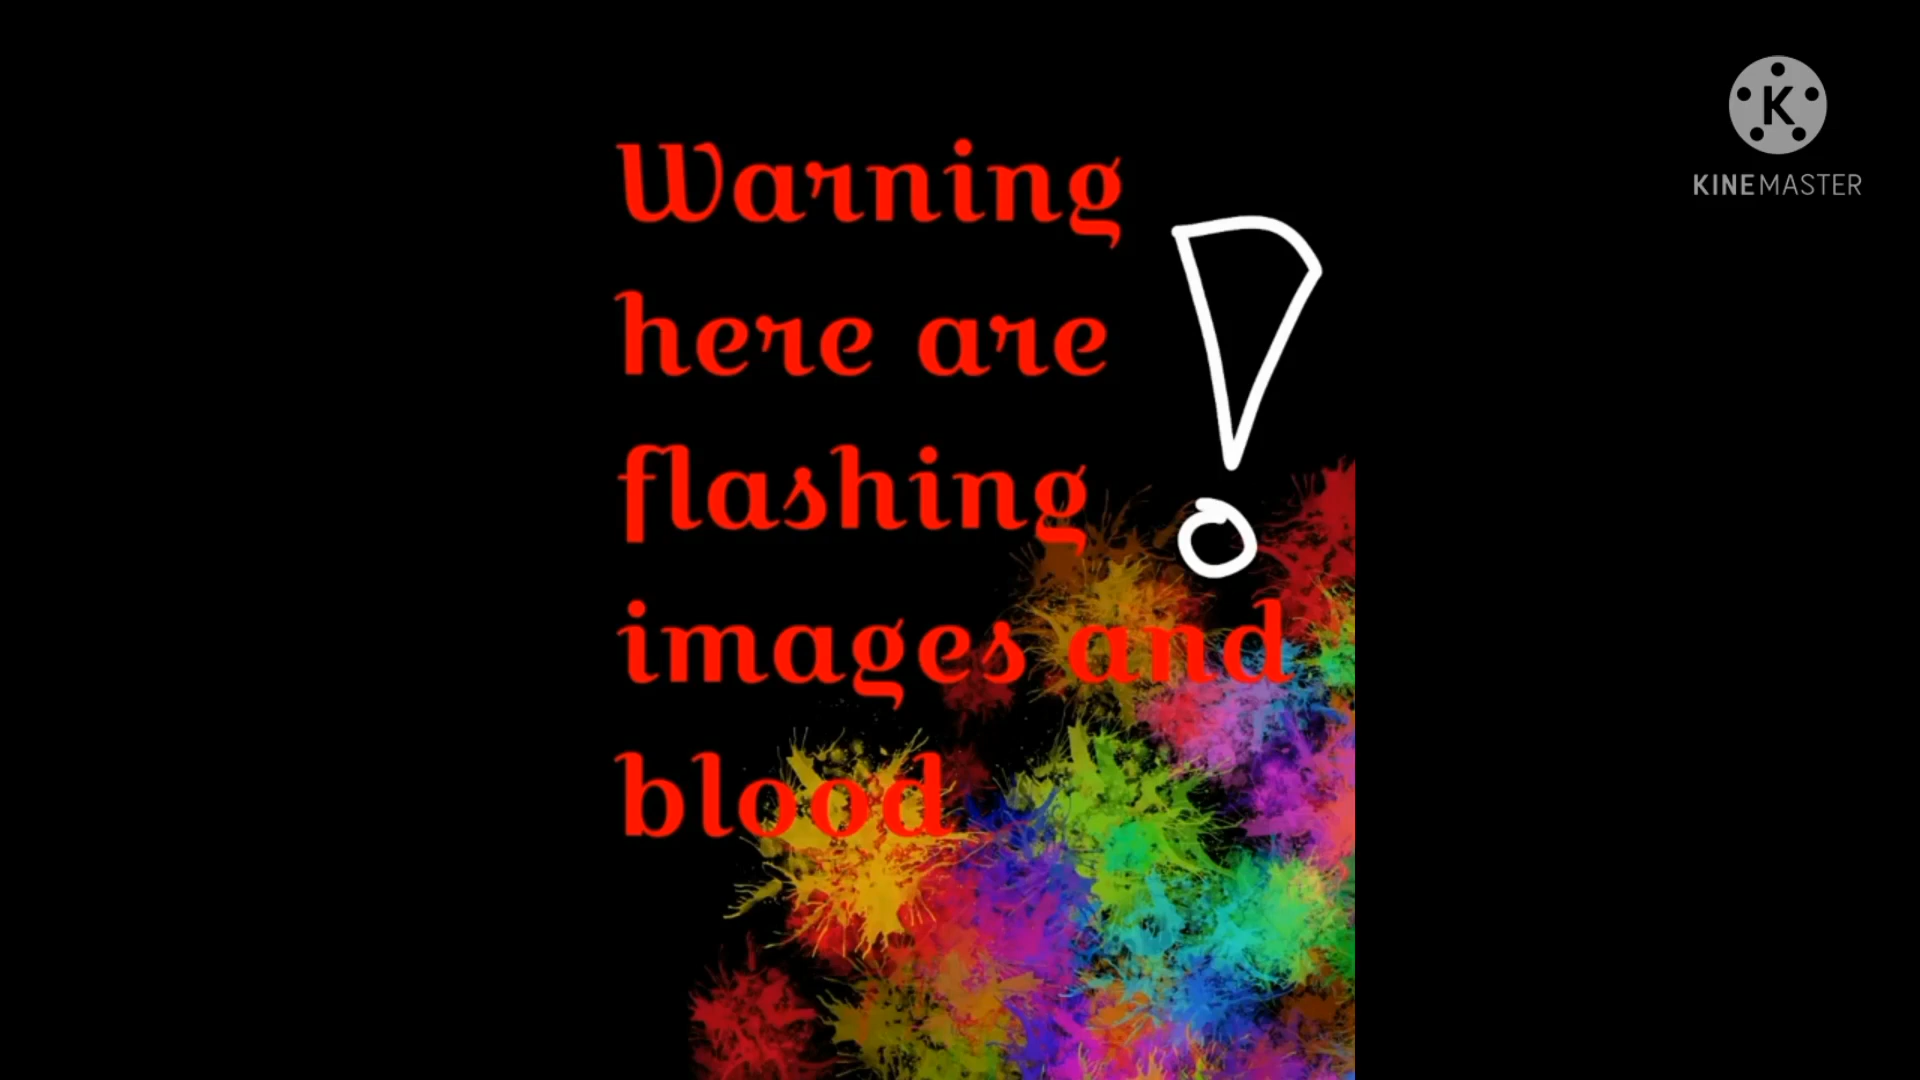 Warning
here are
flashing
images and
blood
!
K
KINEMASTER